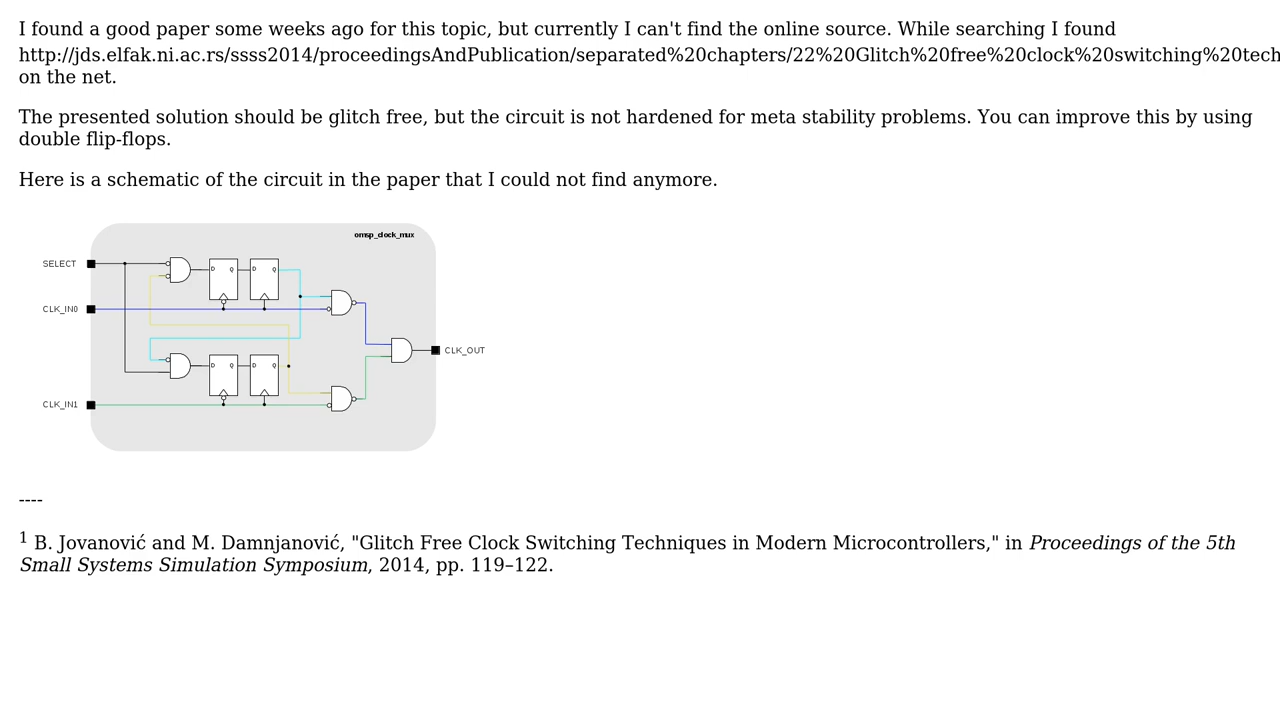 I found a good paper some weeks ago for this topic, but currently I can't find the online source. While searching I found
http://jds.elfak.ni.ac.rs/ssss2014/proceedingsAndPublication/separated%20chapters/22%20Glitch%20free%20clock%20switching%20tech
on the net.
The presented solution should be glitch free, but the circuit is not hardened for meta stability problems. You can improve this by using
double flip-flops.
Here is a schematic of the circuit in the paper that I could not find anymore.
omsp_clock_mux
SELECT
D Q D Q
CLK_IN0
CLK_OUT
D Q D Q
CLK_IN1
----
1 B. Jovanović and M. Damnjanović, "Glitch Free Clock Switching Techniques in Modern Microcontrollers," in Proceedings of the 5th
Small Systems Simulation Symposium, 2014, pp. 119–122.